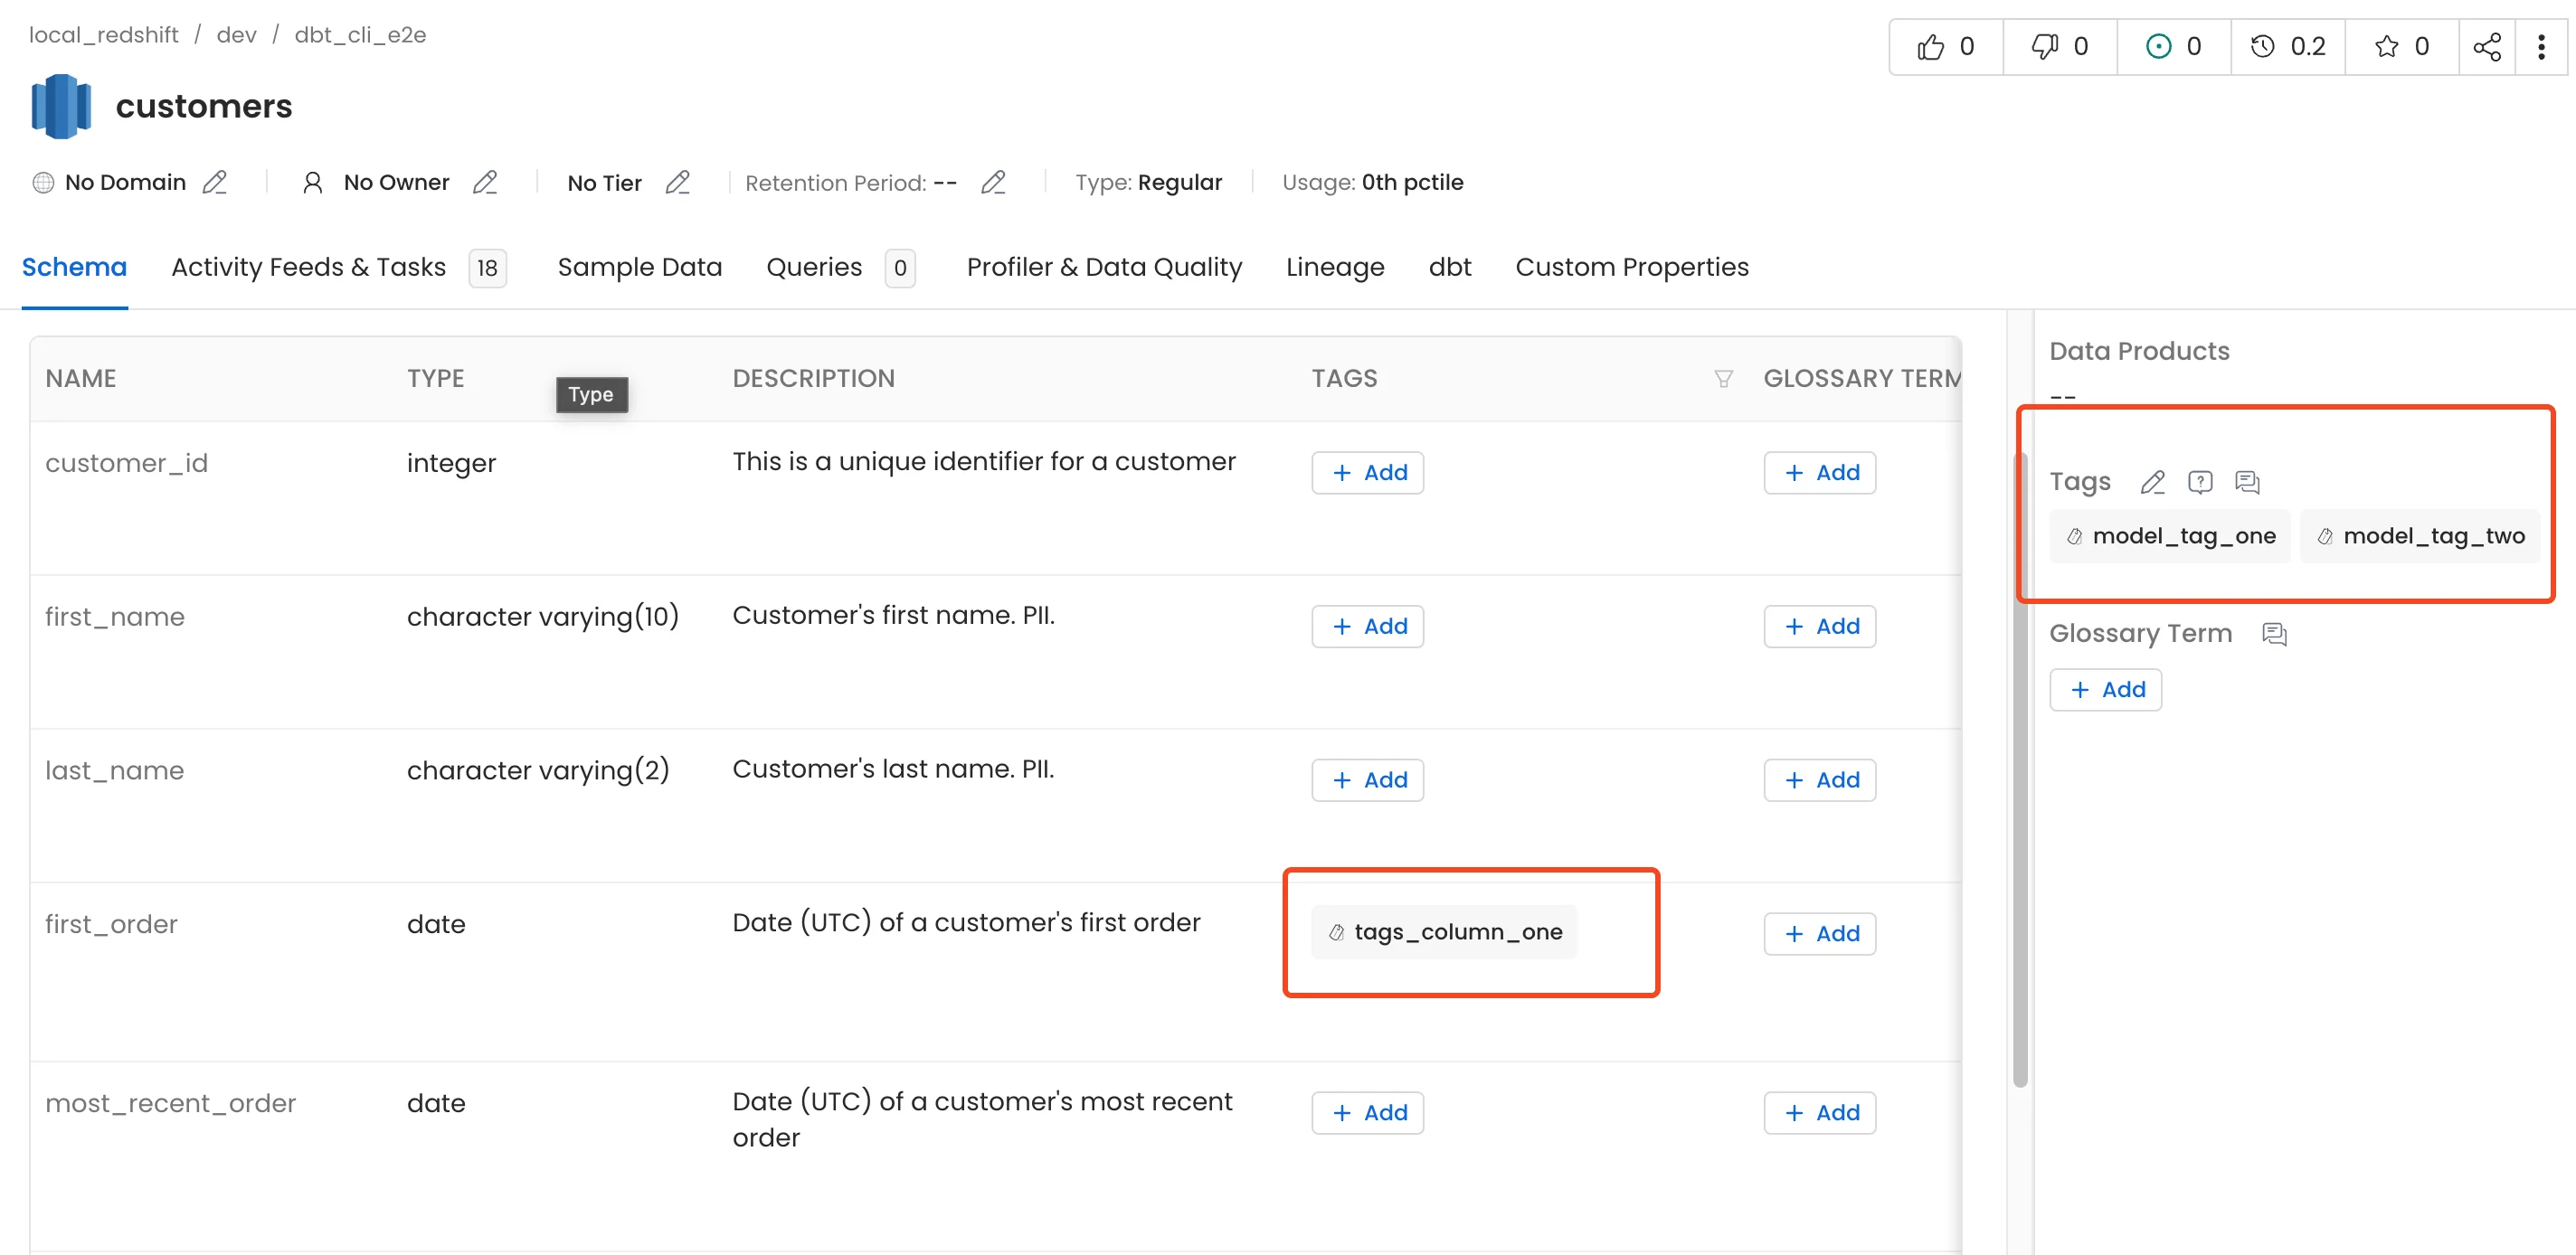 local_redshift / dev / dbt_cli_e2e
0 0 0 0.2 0
customers
No Domain No Owner No Tier Retention Period: -- Type: Regular Usage: 0th pctile
Schema Activity Feeds & Tasks 18 Sample Data Queries 0 Profiler & Data Quality Lineage dbt Custom Properties
NAME TYPE DESCRIPTION TAGS GLOSSARY TERM
Type
customer_id integer This is a unique identifier for a customer + Add + Add
first_name character varying(10) Customer's first name. PII. + Add + Add
last_name character varying(2) Customer's last name. PII. + Add + Add
first_order date Date (UTC) of a customer's first order tags_column_one + Add
most_recent_order date Date (UTC) of a customer's most recent + Add + Add
order
Data Products
--
Tags
model_tag_one model_tag_two
Glossary Term
+ Add